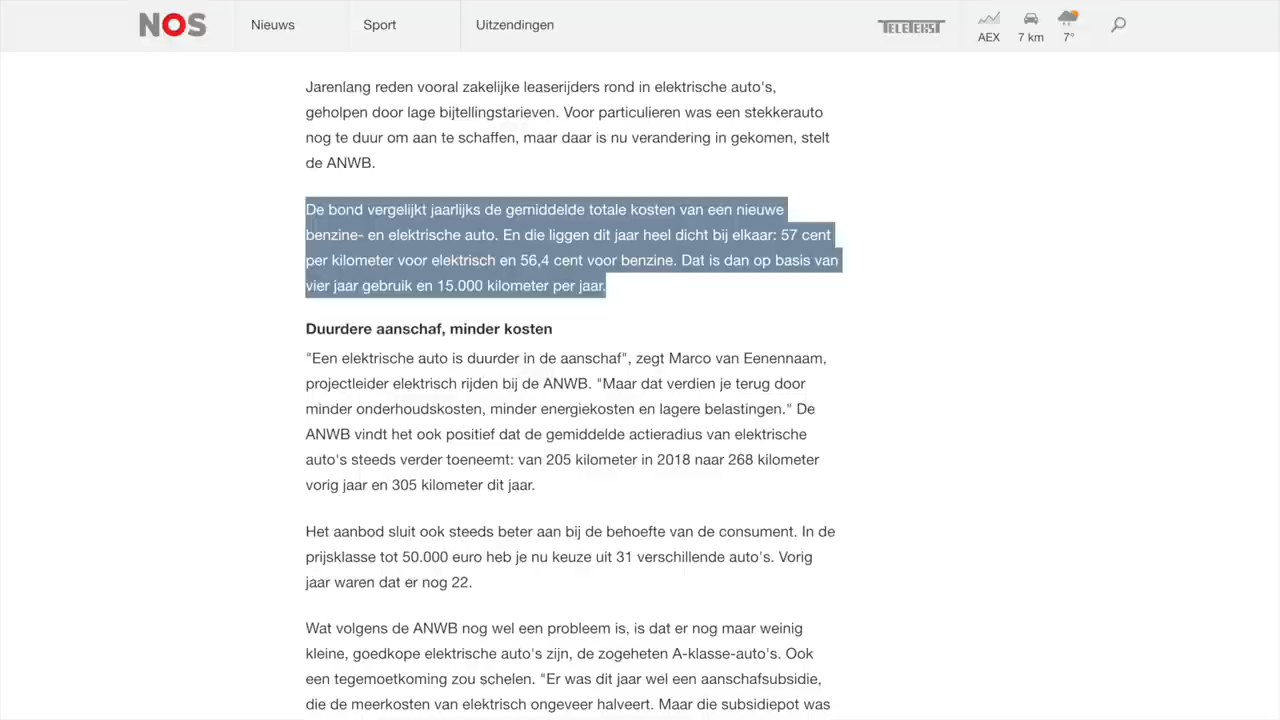 NOS
Nieuws
Sport
Uitzendingen
TELETEKST
AEX
7 km
7°
Jarenlang reden vooral zakelijke leaserijders rond in elektrische auto's,
geholpen door lage bijtellingstarieven. Voor particulieren was een stekkerauto
nog te duur om aan te schaffen, maar daar is nu verandering in gekomen, stelt
de ANWB.
De bond vergelijkt jaarlijks de gemiddelde totale kosten van een nieuwe
benzine- en elektrische auto. En die liggen dit jaar heel dicht bij elkaar: 57 cent
per kilometer voor elektrisch en 56,4 cent voor benzine. Dat is dan op basis van
vier jaar gebruik en 15.000 kilometer per jaar.
Duurdere aanschaf, minder kosten
"Een elektrische auto is duurder in de aanschaf", zegt Marco van Eenennaam,
projectleider elektrisch rijden bij de ANWB. "Maar dat verdien je terug door
minder onderhoudskosten, minder energiekosten en lagere belastingen." De
ANWB vindt het ook positief dat de gemiddelde actieradius van elektrische
auto's steeds verder toeneemt: van 205 kilometer in 2018 naar 268 kilometer
vorig jaar en 305 kilometer dit jaar.
Het aanbod sluit ook steeds beter aan bij de behoefte van de consument. In de
prijsklasse tot 50.000 euro heb je nu keuze uit 31 verschillende auto's. Vorig
jaar waren dat er nog 22.
Wat volgens de ANWB nog wel een probleem is, is dat er nog maar weinig
kleine, goedkope elektrische auto's zijn, de zogeheten A-klasse-auto's. Ook
een tegemoetkoming zou schelen. "Er was dit jaar wel een aanschafsubsidie,
die de meerkosten van elektrisch ongeveer halveert. Maar die subsidiepot was